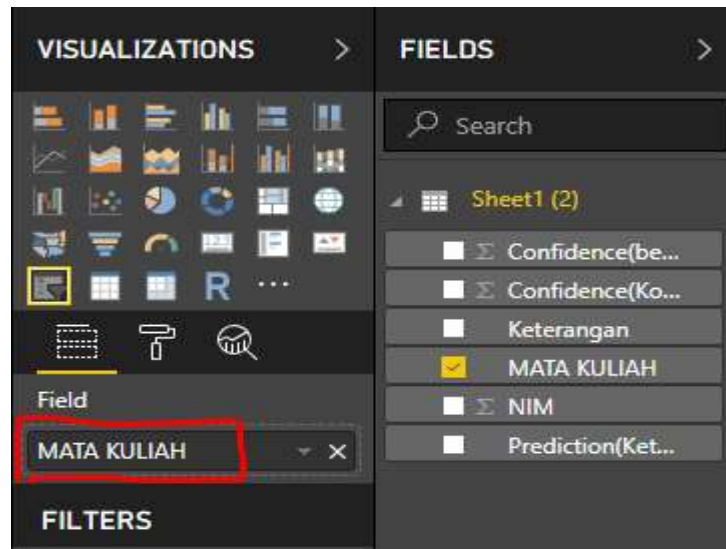 VISUALIZATIONS
R
Field
MATA KULIAH
FILTERS
FIELDS
Search
Sheet1 (2)
Σ Confidence(be...
Σ Confidence(Ko...
Keterangan
MATA KULIAH
Σ NIM
Prediction(Ket...